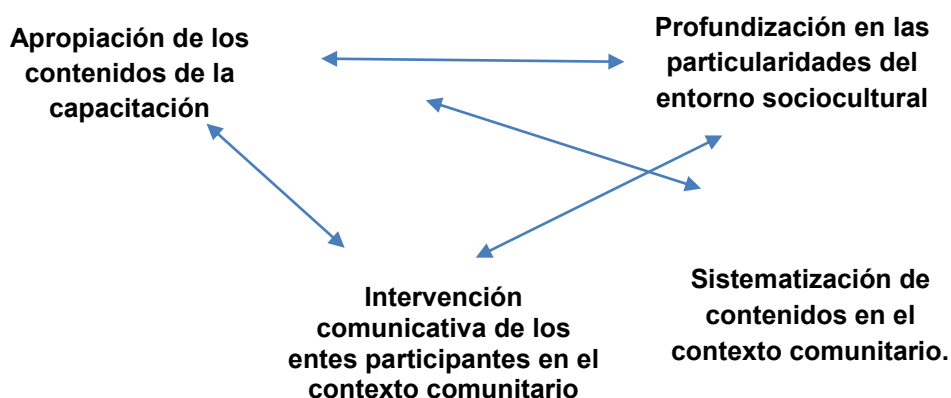 Apropiación de los
contenidos de la
capacitación
Profundización en las
particularidades del
entorno sociocultural
Intervención
comunicativa de los
entes participantes en el
contexto comunitario
Sistematización de
contenidos en el
contexto comunitario.